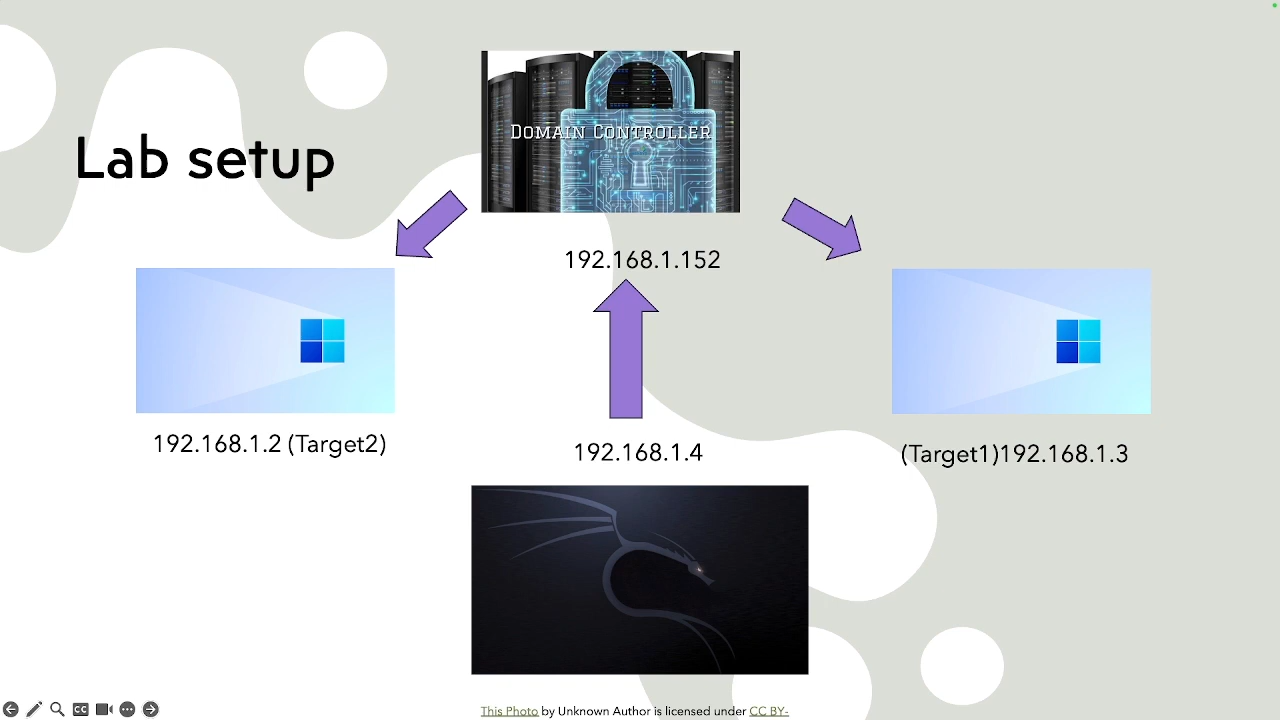 Lab setup
DOMAIN CONTROLLER
192.168.1.152
192.168.1.2 (Target2)
192.168.1.4
(Target1)192.168.1.3
This Photo by Unknown Author is licensed under CC BY-
CC